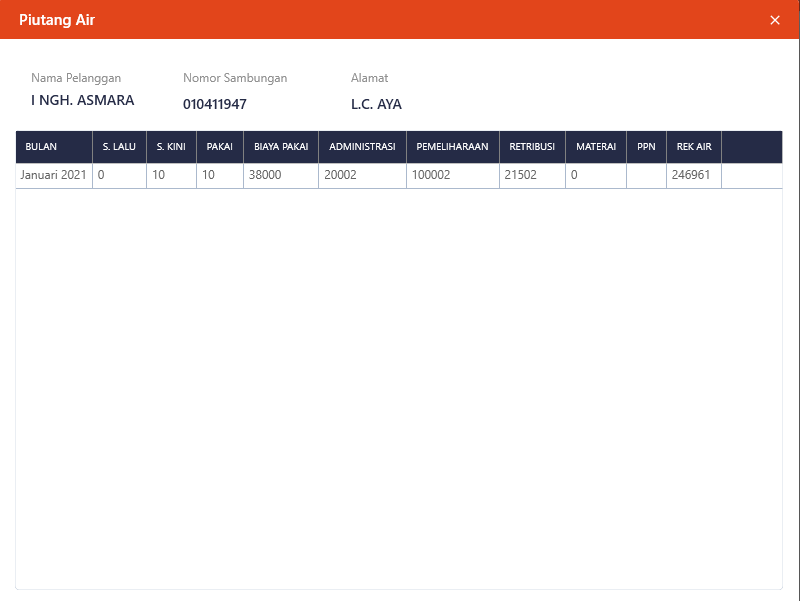 Piutang Air
Nama Pelanggan Nomor Sambungan Alamat
I NGH. ASMARA 010411947 L.C. AYA
BULAN S. LALU S. KINI PAKAI BIAYA PAKAI ADMINISTRASI PEMELIHARAAN RETRIBUSI MATERAI PPN REK AIR
Januari 2021 0 10 10 38000 20002 100002 21502 0 246961